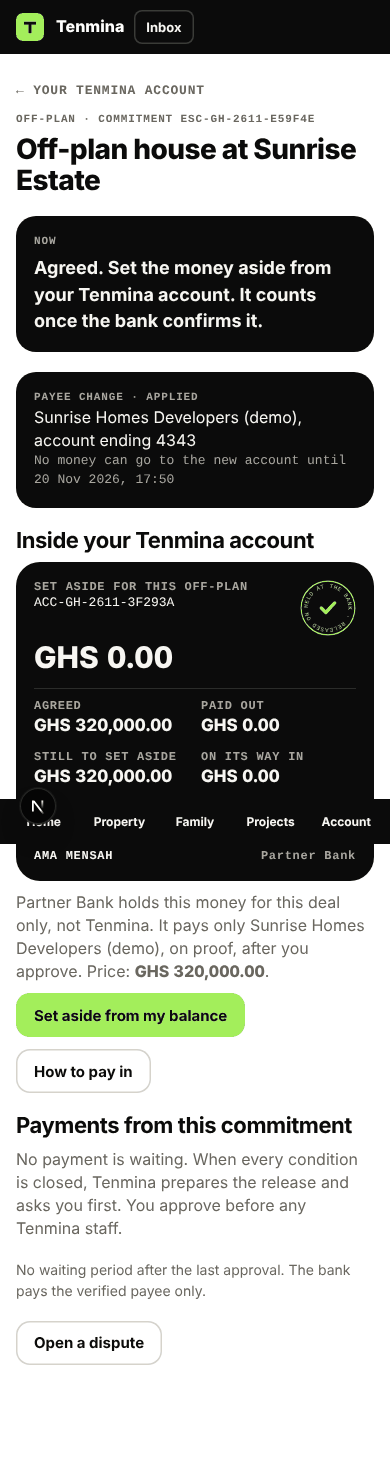 Tenmina
Inbox
← YOUR TENMINA ACCOUNT
OFF-PLAN · COMMITMENT ESC-GH-2611-E59F4E
Off-plan house at Sunrise
Estate
NOW
Agreed. Set the money aside from
your Tenmina account. It counts
once the bank confirms it.
PAYEE CHANGE · APPLIED
Sunrise Homes Developers (demo),
account ending 4343
No money can go to the new account until
20 Nov 2026, 17:50
Inside your Tenmina account
SET ASIDE FOR THIS OFF-PLAN
ACC-GH-2611-3F293A
HELD AT THE BANK · RELEASED ON
GHS 0.00
AGREED
GHS 320,000.00
PAID OUT
GHS 0.00
STILL TO SET ASIDE
GHS 320,000.00
ON ITS WAY IN
GHS 0.00
N
Home
Property
Family
Projects
Account
AMA MENSAH
Partner Bank
Partner Bank holds this money for this deal
only, not Tenmina. It pays only Sunrise Homes
Developers (demo), on proof, after you
approve. Price: GHS 320,000.00.
Set aside from my balance
How to pay in
Payments from this commitment
No payment is waiting. When every condition
is closed, Tenmina prepares the release and
asks you first. You approve before any
Tenmina staff.
No waiting period after the last approval. The bank
pays the verified payee only.
Open a dispute